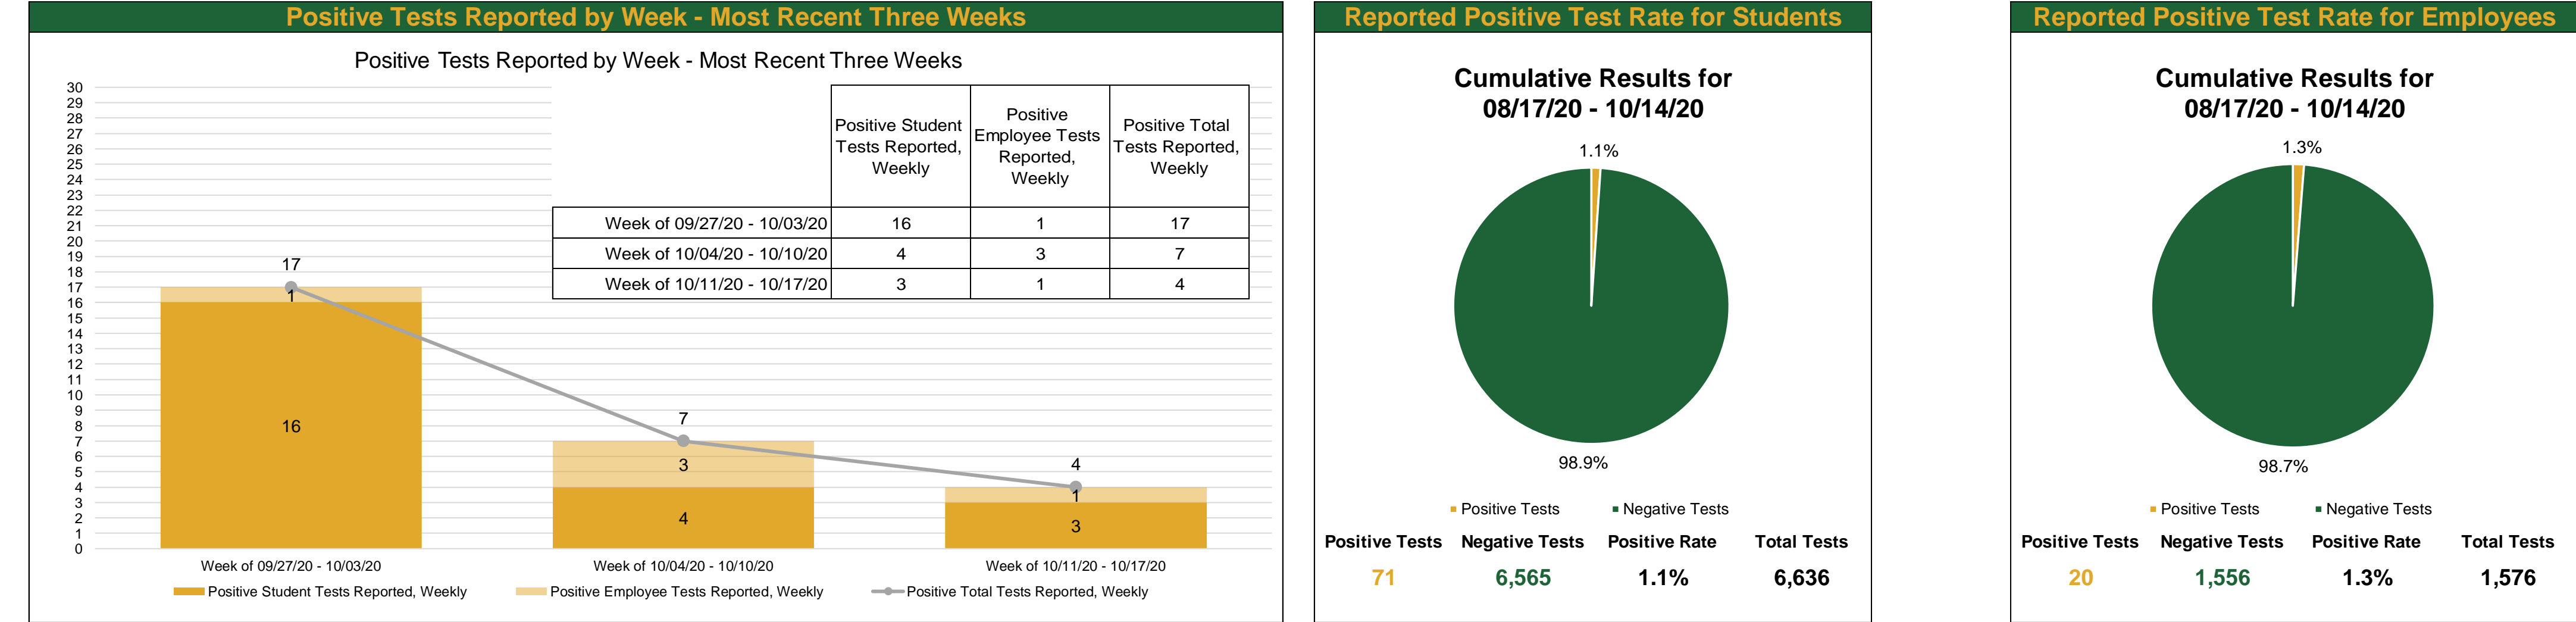 Positive Tests Reported by Week - Most Recent Three Weeks
Positive Tests Reported by Week - Most Recent Three Weeks
30
29
28
27
26
25
24
23
22
21
20
19
18
17
16
15
14
13
12
11
10
9
8
7
6
5
4
3
2
1
0
Positive Student
Tests Reported,
Weekly
Positive
Employee Tests
Reported,
Weekly
Positive Total
Tests Reported,
Weekly
Week of 09/27/20 - 10/03/20 16 1 17
Week of 10/04/20 - 10/10/20 4 3 7
Week of 10/11/20 - 10/17/20 3 1 4
17
1
16
7
3
4
4
1
3
Week of 09/27/20 - 10/03/20 Week of 10/04/20 - 10/10/20 Week of 10/11/20 - 10/17/20
Positive Student Tests Reported, Weekly Positive Employee Tests Reported, Weekly Positive Total Tests Reported, Weekly
Reported Positive Test Rate for Students
Cumulative Results for
08/17/20 - 10/14/20
1.1%
98.9%
Positive Tests Negative Tests
Positive Tests Negative Tests Positive Rate Total Tests
71 6,565 1.1% 6,636
Reported Positive Test Rate for Employees
Cumulative Results for
08/17/20 - 10/14/20
1.3%
98.7%
Positive Tests Negative Tests
Positive Tests Negative Tests Positive Rate Total Tests
20 1,556 1.3% 1,576